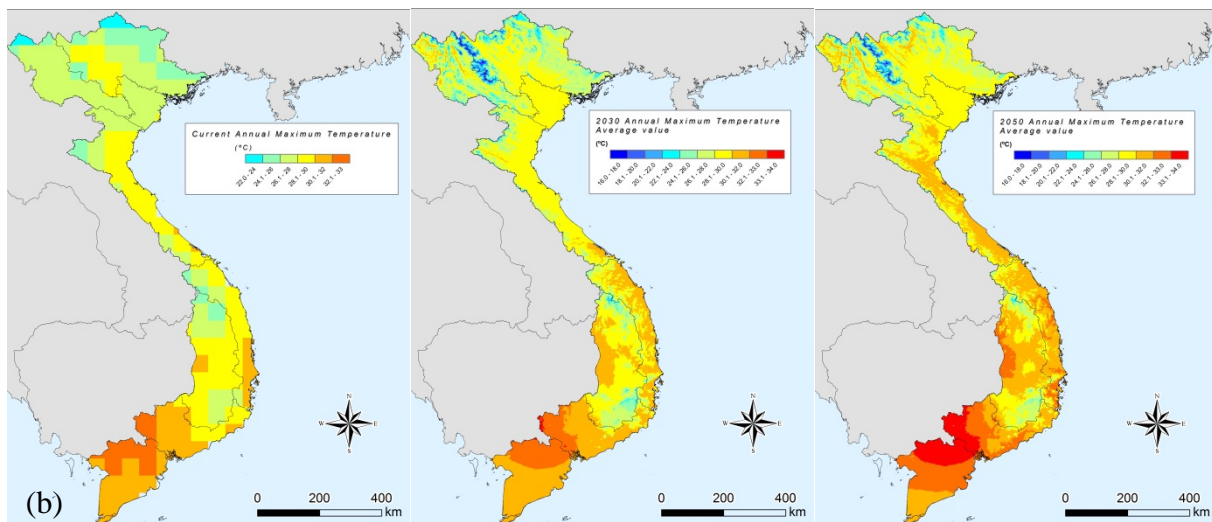 Current Annual Maximum Temperature
(°C)
22.0 - 24
24.1 - 26
26.1 - 28
28.1 - 30
30.1 - 32
32.1 - 33
N
W E
S
(b)
0 200 400
km
2030 Annual Maximum Temperature
Average value
(°C)
16.0 - 18.0
18.1 - 20.0
20.1 - 22.0
22.1 - 24.0
24.1 - 26.0
26.1 - 28.0
28.1 - 30.0
30.1 - 32.0
32.1 - 33.0
33.1 - 34.0
N
W E
S
0 200 400
km
2050 Annual Maximum Temperature
Average value
(°C)
16.0 - 18.0
18.1 - 20.0
20.1 - 22.0
22.1 - 24.0
24.1 - 26.0
26.1 - 28.0
28.1 - 30.0
30.1 - 32.0
32.1 - 33.0
33.1 - 34.0
N
W E
S
0 200 400
km